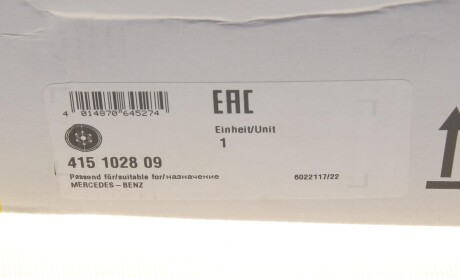 4 014870 645274
EAC
Einheit/Unit
1
415 1028 09
Passend für/suitable for/назначение
MERCEDES-BENZ
6022117/22